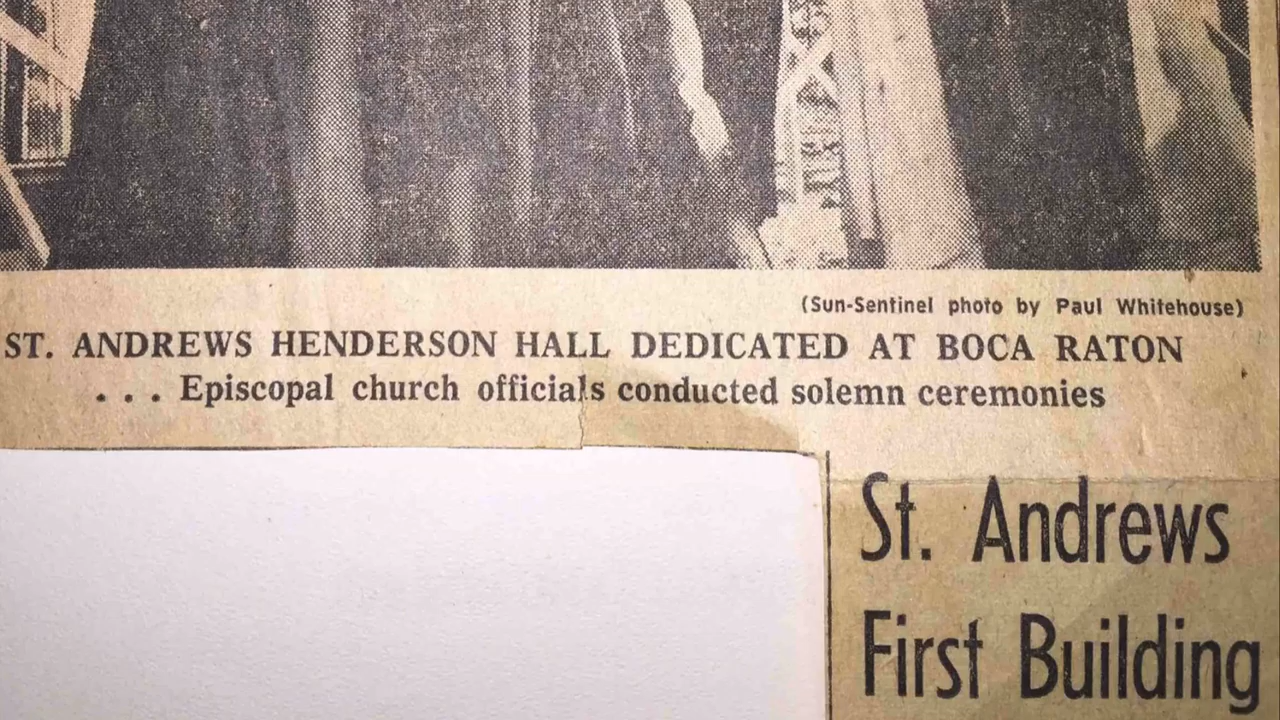 (Sun-Sentinel photo by Paul Whitehouse)
ST. ANDREWS HENDERSON HALL DEDICATED AT BOCA RATON
. . . Episcopal church officials conducted solemn ceremonies
St. Andrews
First Building